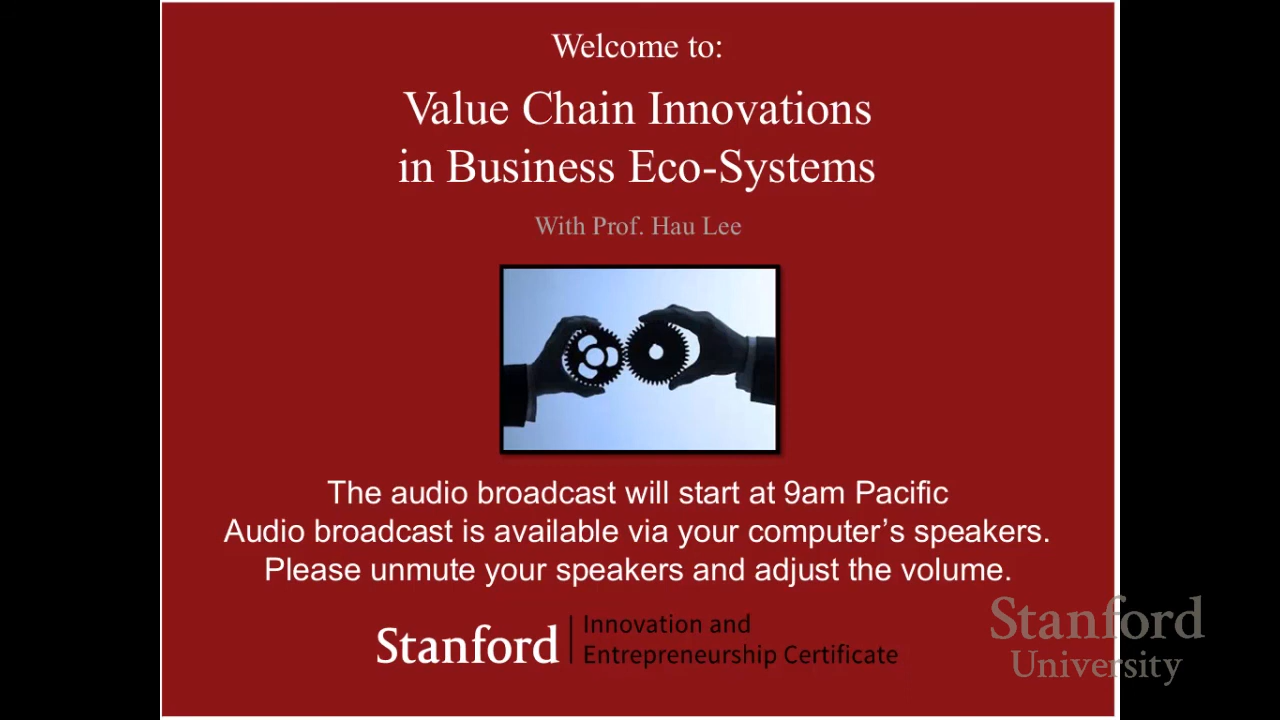 Welcome to:
Value Chain Innovations
in Business Eco-Systems
With Prof. Hau Lee
The audio broadcast will start at 9am Pacific
Audio broadcast is available via your computer’s speakers.
Please unmute your speakers and adjust the volume.
Stanford
Innovation and
Entrepreneurship Certificate
Stanford
University